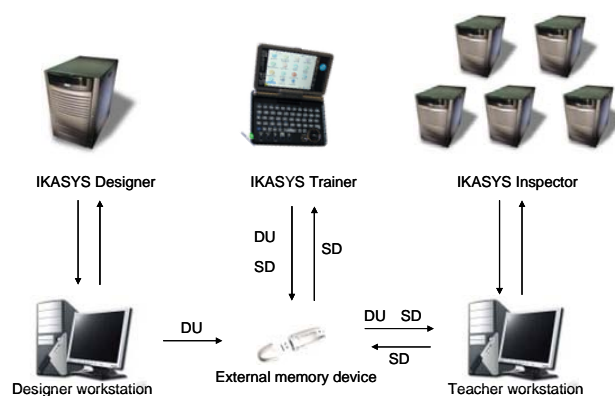 IKASYS Designer
IKASYS Trainer
IKASYS Inspector
DU
SD
SD
DU
DU SD
SD
Designer workstation
External memory device
Teacher workstation